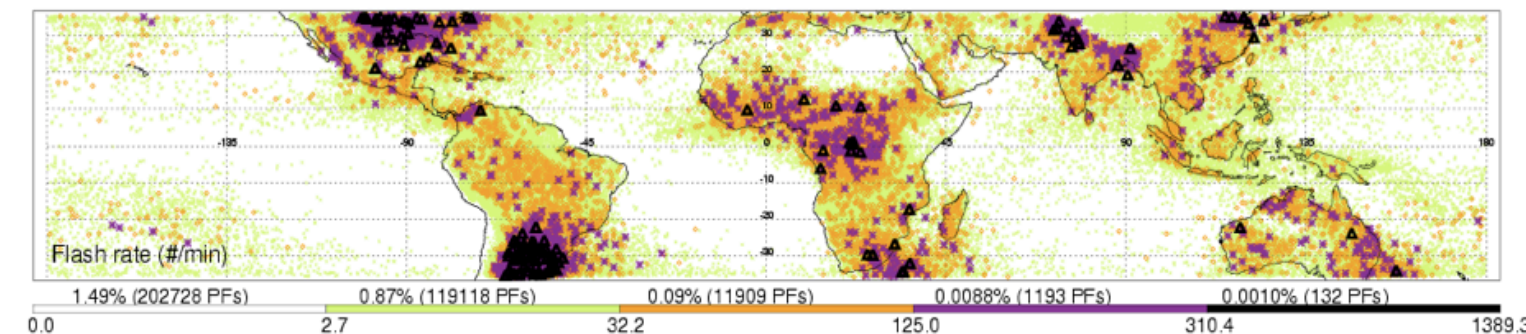 30
20
10
-135 -90 -45 0 45 90 135 180
-10
-20
-30
Flash rate (#/min)
1.49% (202728 PFs) 0.87% (119118 PFs) 0.09% (11909 PFs) 0.0088% (1193 PFs) 0.0010% (132 PFs)
0.0 2.7 32.2 125.0 310.4 1389.3